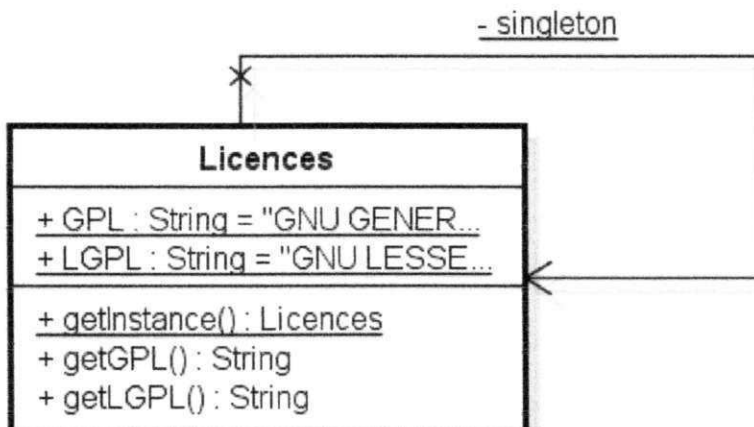 - singleton
Licences
+ GPL : String = "GNU GENER...
+ LGPL : String = "GNU LESSE...
+ getInstance() : Licences
+ getGPL() : String
+ getLGPL() : String